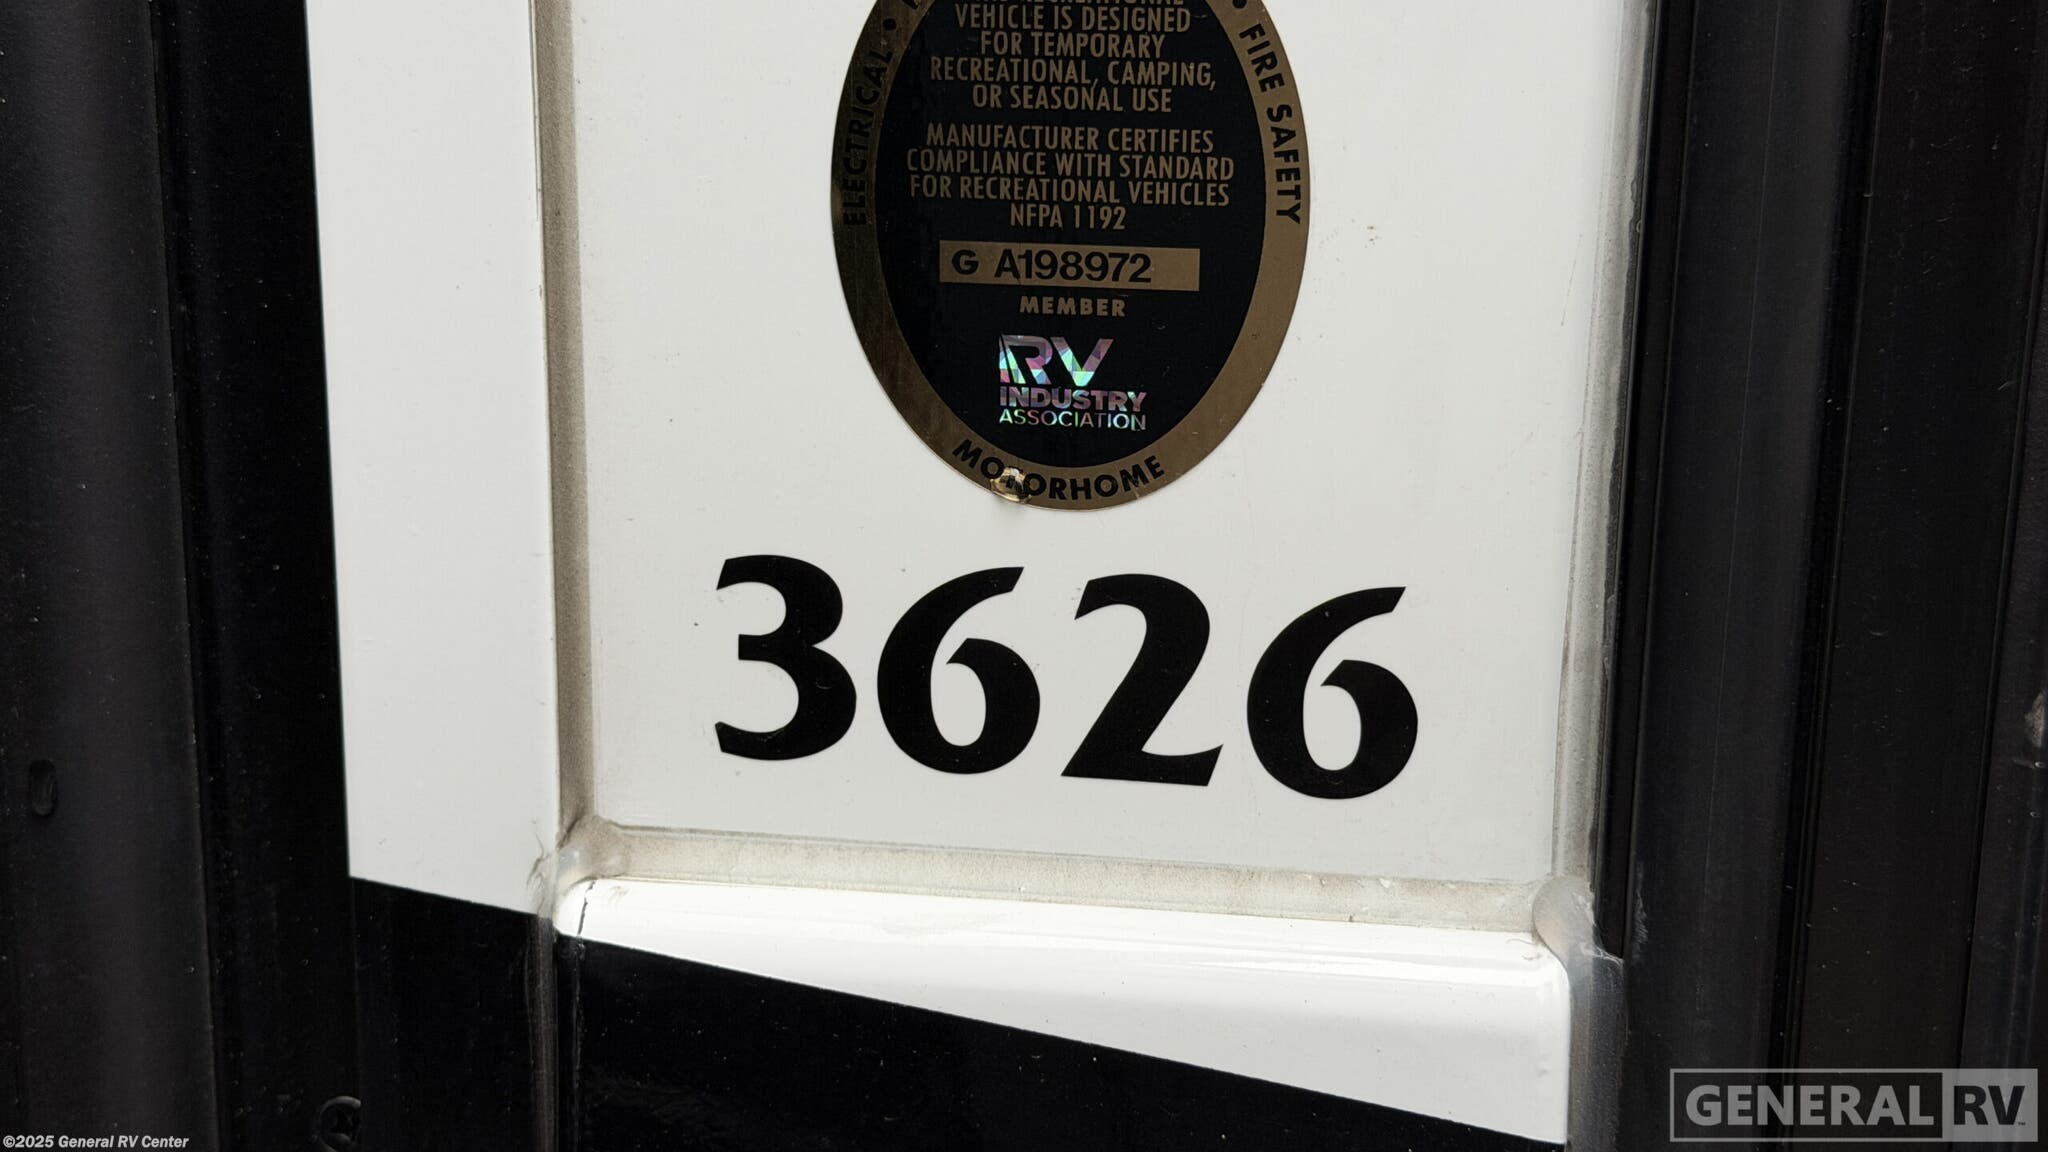 VEHICLE IS DESIGNED
FOR TEMPORARY
RECREATIONAL, CAMPING,
OR SEASONAL USE
MANUFACTURER CERTIFIES
COMPLIANCE WITH STANDARD
FOR RECREATIONAL VEHICLES
NFPA 1192
G A198972
MEMBER
RV
INDUSTRY
ASSOCIATION
ELECTRICAL •
• FIRE SAFETY
MOTORHOME
3626
GENERAL RV
©2025 General RV Center